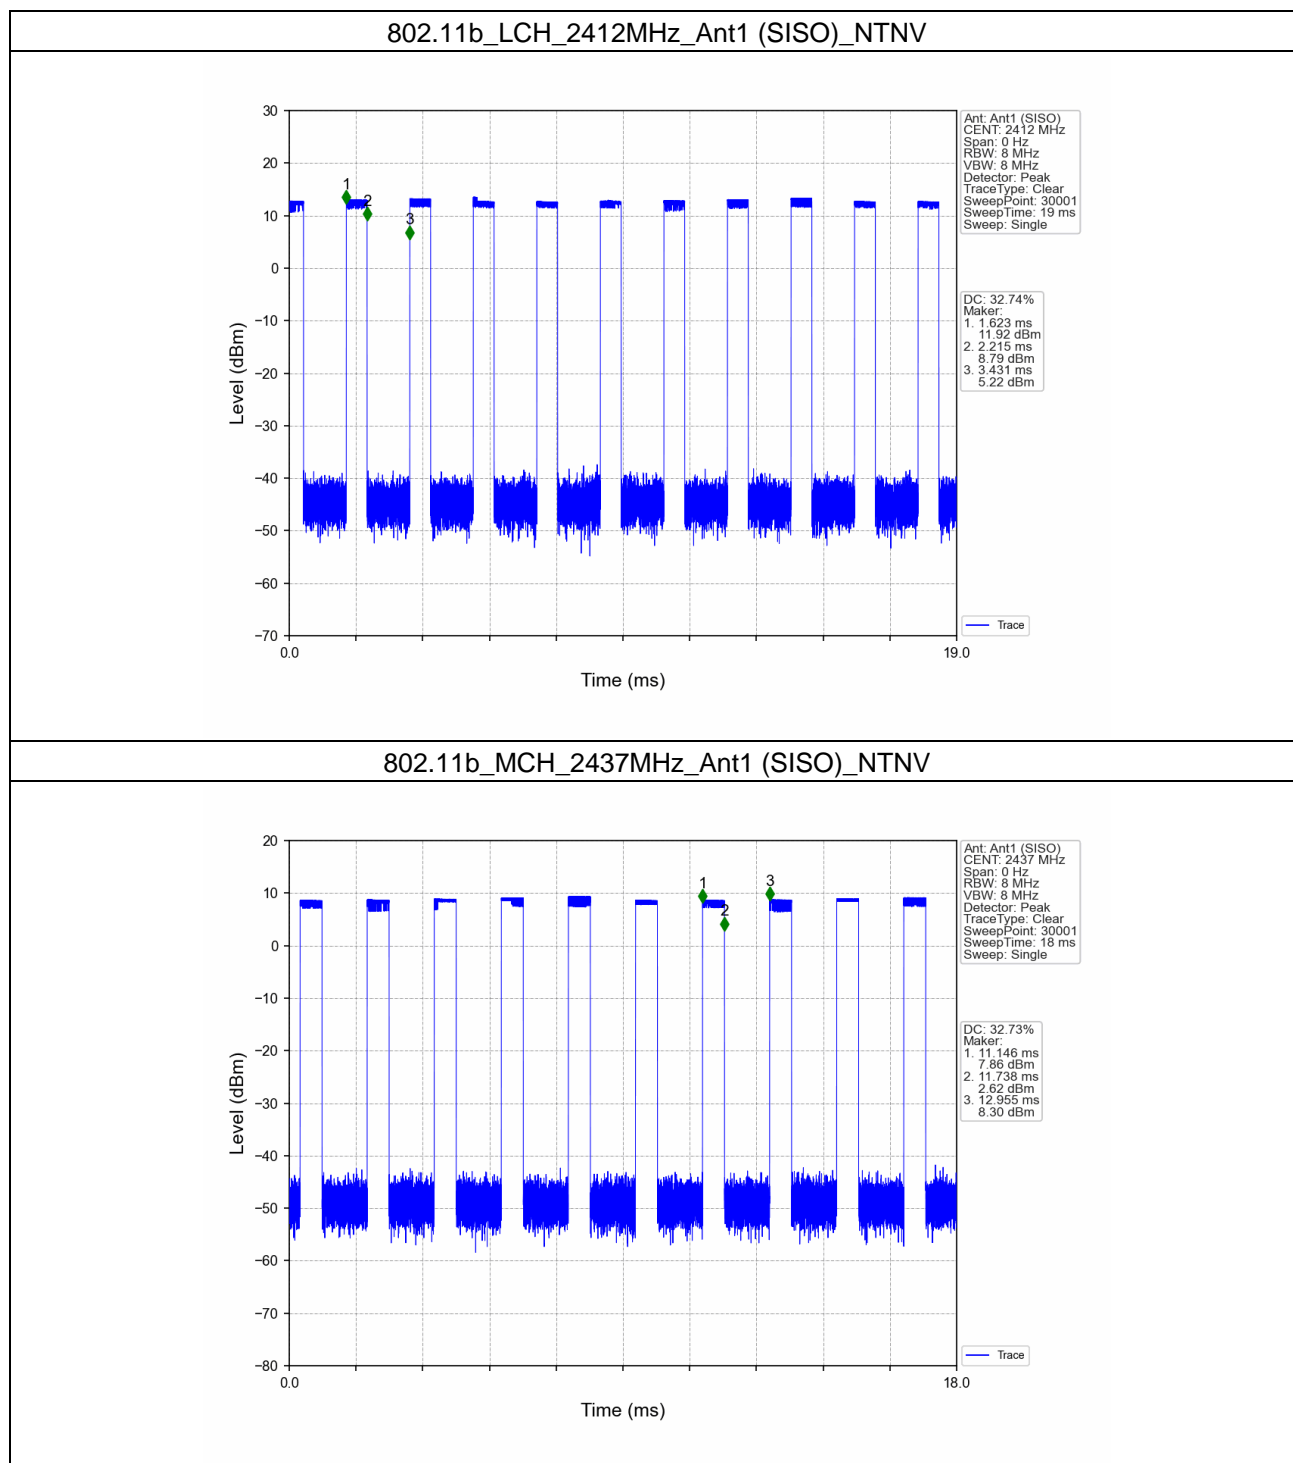 802.11b_LCH_2412MHz_Ant1 (SISO)_NTNV
30
20
10
0
−10
−20
−30
−40
−50
−60
−70
Level (dBm)
1
2
3
0.0
19.0
Time (ms)
Ant: Ant1 (SISO)
CENT: 2412 MHz
Span: 0 Hz
RBW: 8 MHz
VBW: 8 MHz
Detector: Peak
TraceType: Clear
SweepPoint: 30001
SweepTime: 19 ms
Sweep: Single
DC: 32.74%
Maker:
1. 1.623 ms
11.92 dBm
2. 2.215 ms
8.79 dBm
3. 3.431 ms
5.22 dBm
Trace
802.11b_MCH_2437MHz_Ant1 (SISO)_NTNV
20
10
0
−10
−20
−30
−40
−50
−60
−70
−80
Level (dBm)
1
2
3
0.0
18.0
Time (ms)
Ant: Ant1 (SISO)
CENT: 2437 MHz
Span: 0 Hz
RBW: 8 MHz
VBW: 8 MHz
Detector: Peak
TraceType: Clear
SweepPoint: 30001
SweepTime: 18 ms
Sweep: Single
DC: 32.73%
Maker:
1. 11.146 ms
7.86 dBm
2. 11.738 ms
2.62 dBm
3. 12.955 ms
8.30 dBm
Trace